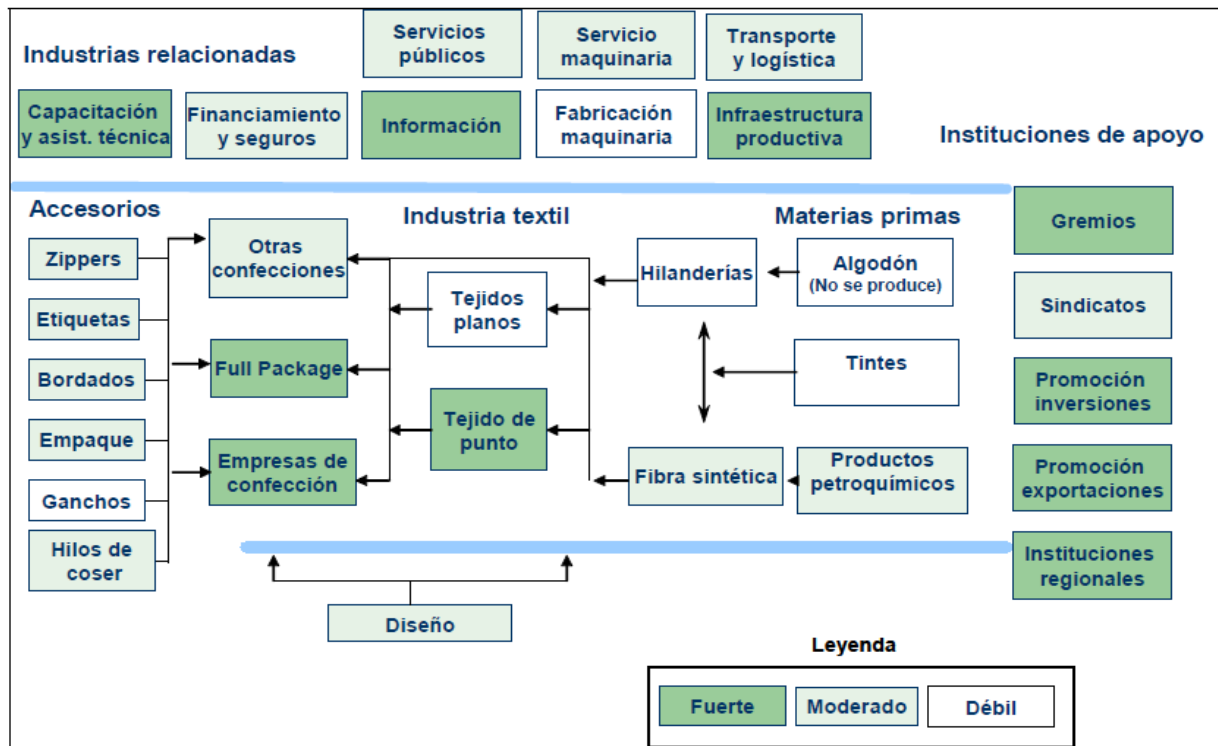 Industrias relacionadas
Servicios
públicos
Servicio
maquinaria
Transporte
y logística
Capacitación
y asist. técnica
Financiamiento
y seguros
Información
Fabricación
maquinaria
Infraestructura
productiva
Instituciones de apoyo
Accesorios
Industria textil
Materias primas
Zippers
Etiquetas
Bordados
Empaque
Ganchos
Hilos de
coser
Otras
confecciones
Full Package
Empresas de
confección
Tejidos
planos
Tejido de
punto
Hilanderías
Fibra sintética
Algodón
(No se produce)
Tintes
Productos
petroquímicos
Gremios
Sindicatos
Promoción
inversiones
Promoción
exportaciones
Instituciones
regionales
Diseño
Leyenda
Fuerte
Moderado
Débil